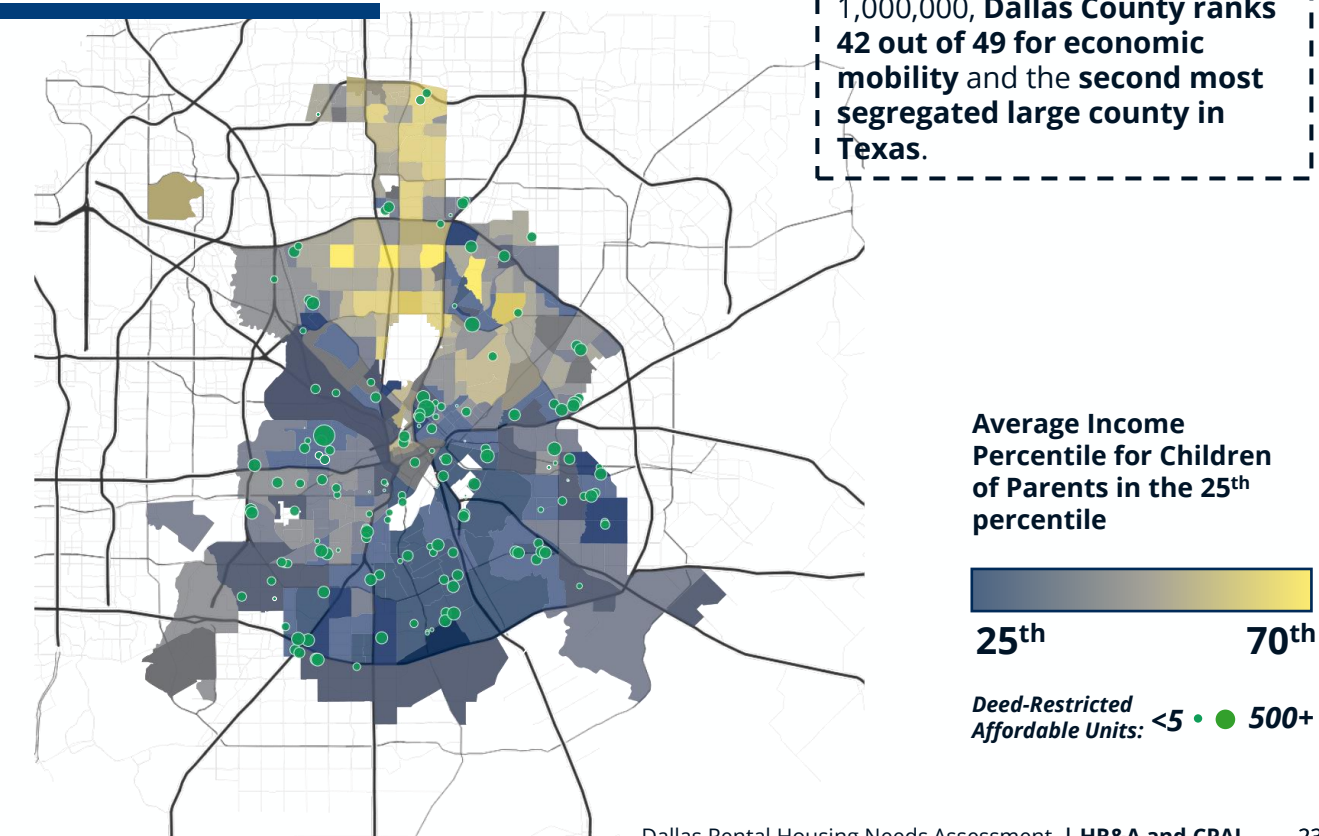 1,000,000, Dallas County ranks
42 out of 49 for economic
mobility and the second most
segregated large county in
Texas.
Average Income
Percentile for Children
of Parents in the 25th
percentile
25th 70th
Deed-Restricted
Affordable Units: <5 500+
Dallas Rental Housing Needs Assessment | HR&A and CPAL 23